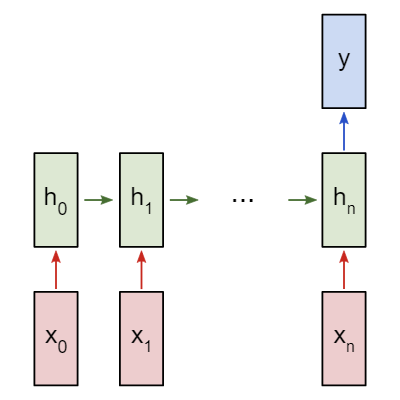 y
h₀ h₁ ... hₙ
x₀ x₁ xₙ